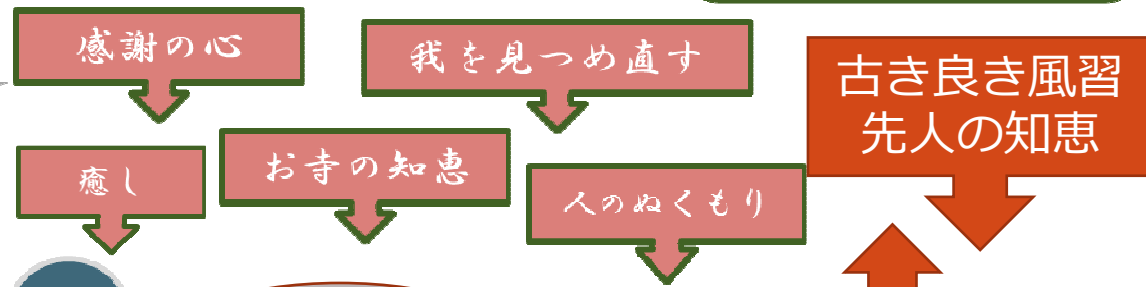 感謝の心
我を見つめ直す
古き良き風習
先人の知恵
癒し
お寺の知恵
人のぬくもり